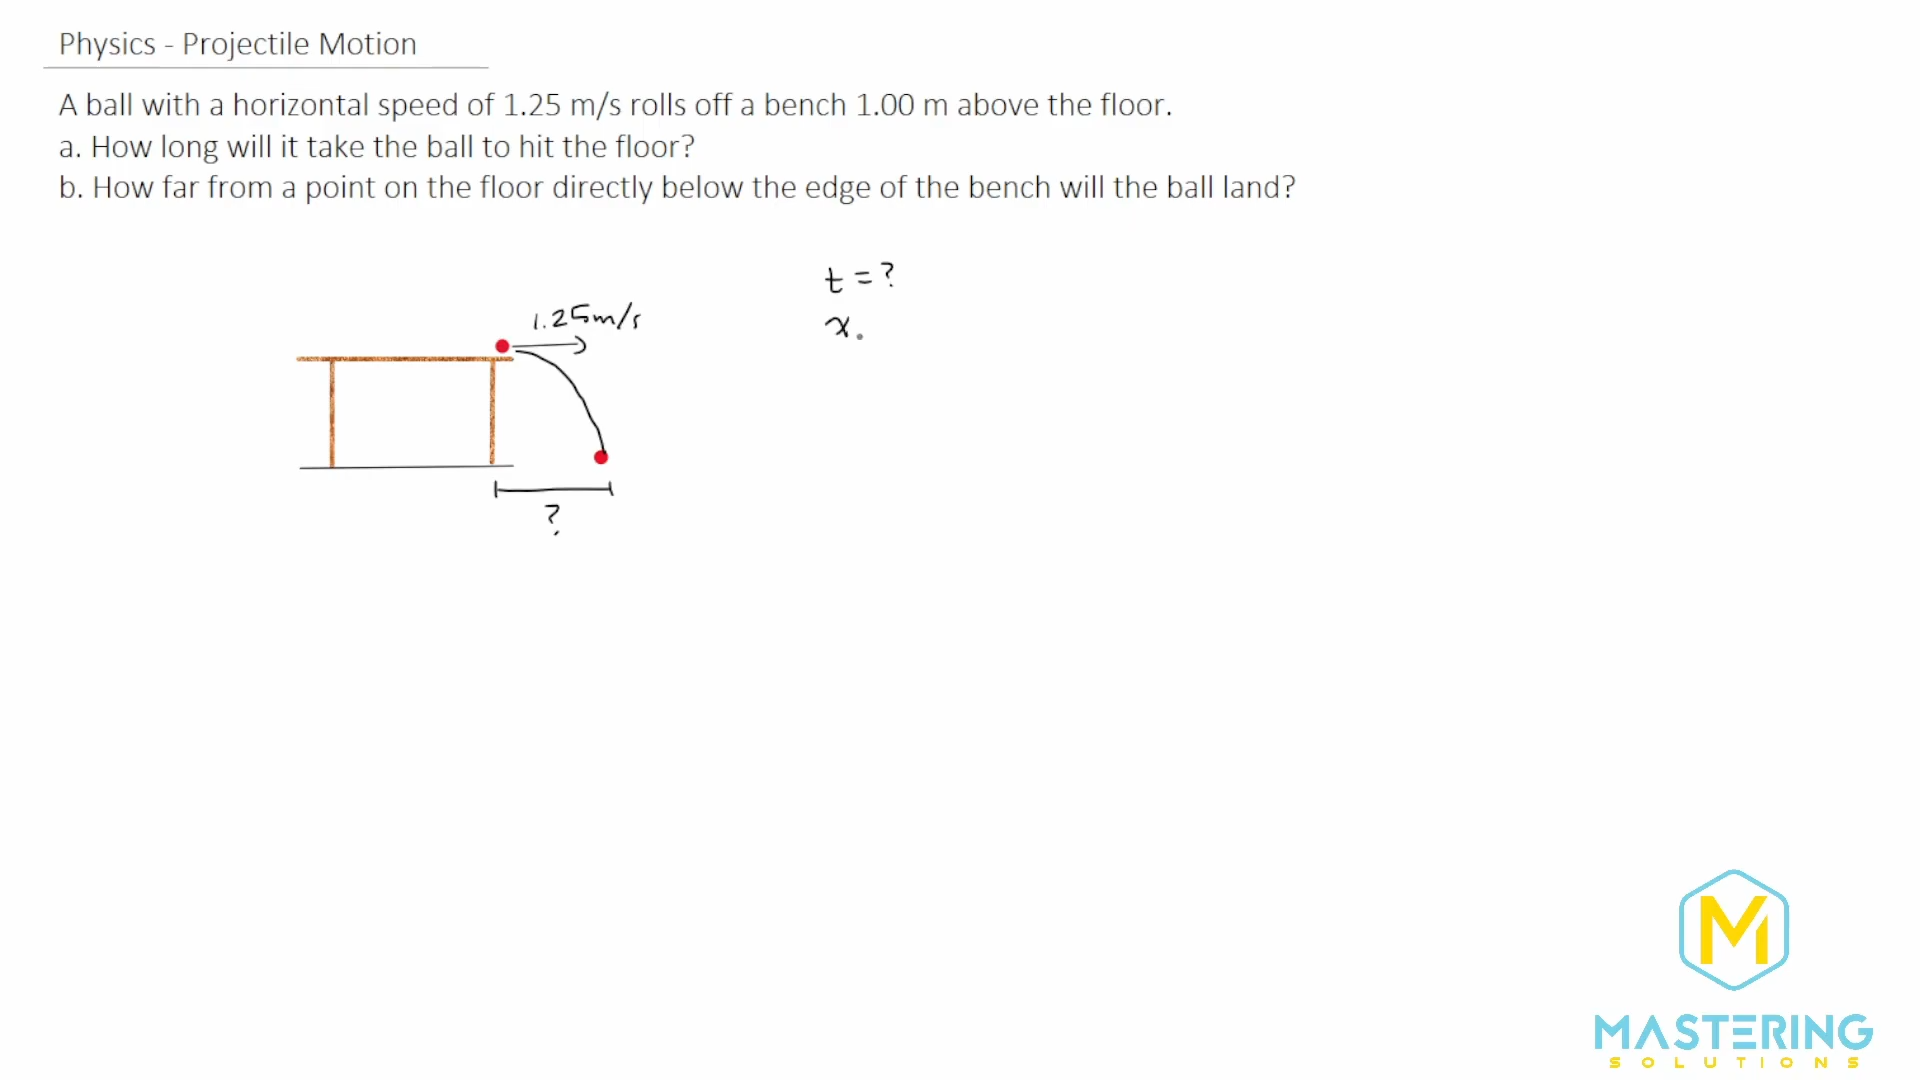 Physics - Projectile Motion
A ball with a horizontal speed of 1.25 m/s rolls off a bench 1.00 m above the floor.
a. How long will it take the ball to hit the floor?
b. How far from a point on the floor directly below the edge of the bench will the ball land?
t = ?
x.
1.25m/s
?
M
MASTERING
SOLUTIONS